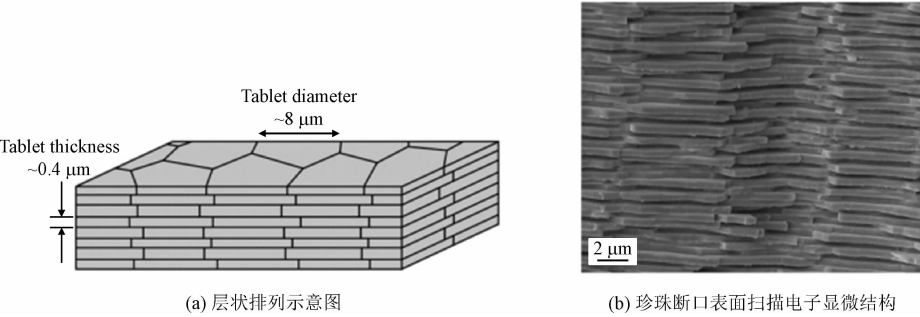 Tablet diameter
~8 μm
Tablet thickness
~0.4 μm
2 μm
(a) 层状排列示意图
(b) 珍珠断口表面扫描电子显微结构